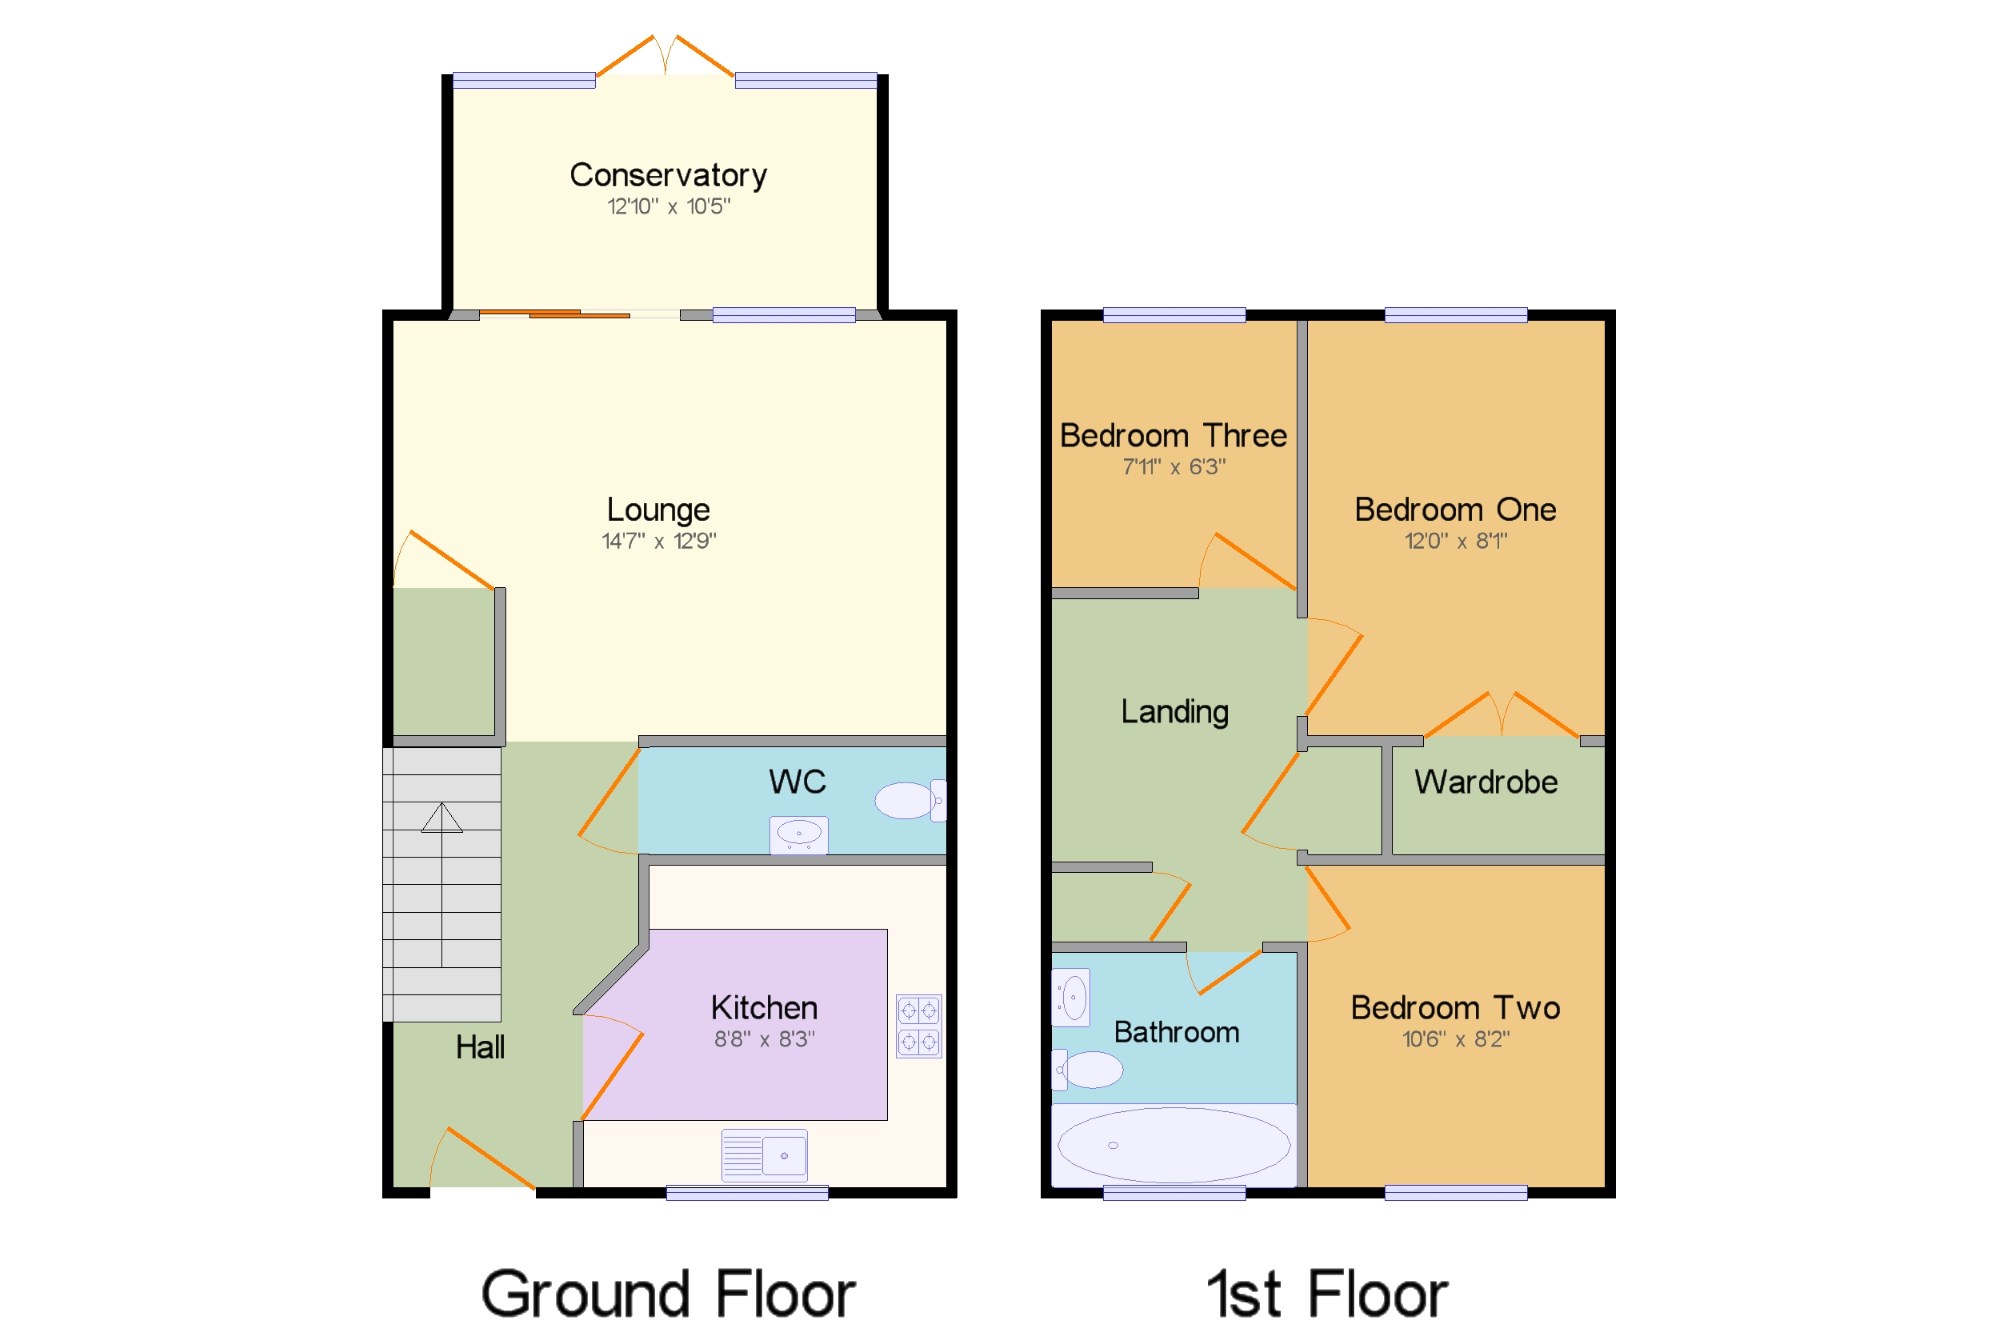 Conservatory
12'10" x 10'5"
Lounge
14'7" x 12'9"
WC
Kitchen
8'8" x 8'3"
Hall
Ground Floor
Bedroom Three
7'11" x 6'3"
Bedroom One
12'0" x 8'1"
Landing
Wardrobe
Bedroom Two
10'6" x 8'2"
Bathroom
1st Floor